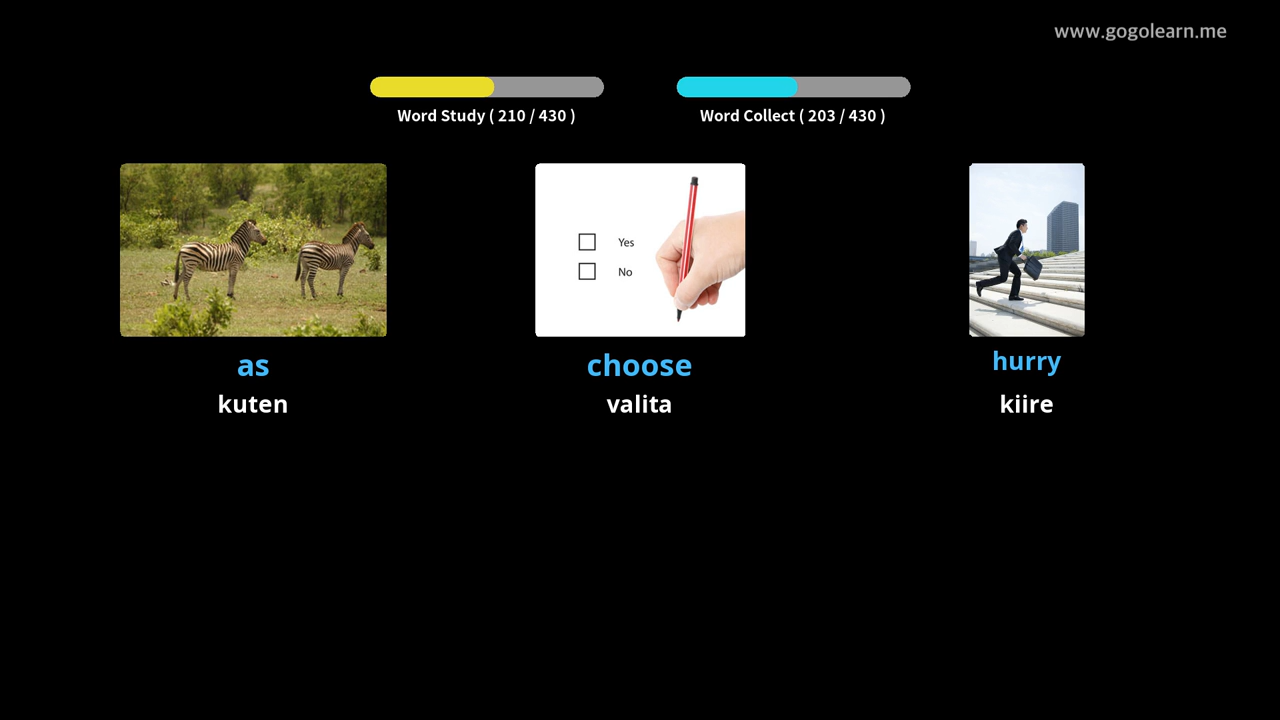 www.gogolearn.me
Word Study ( 210 / 430 )
Word Collect ( 203 / 430 )
Yes
No
as
choose
hurry
kuten
valita
kiire